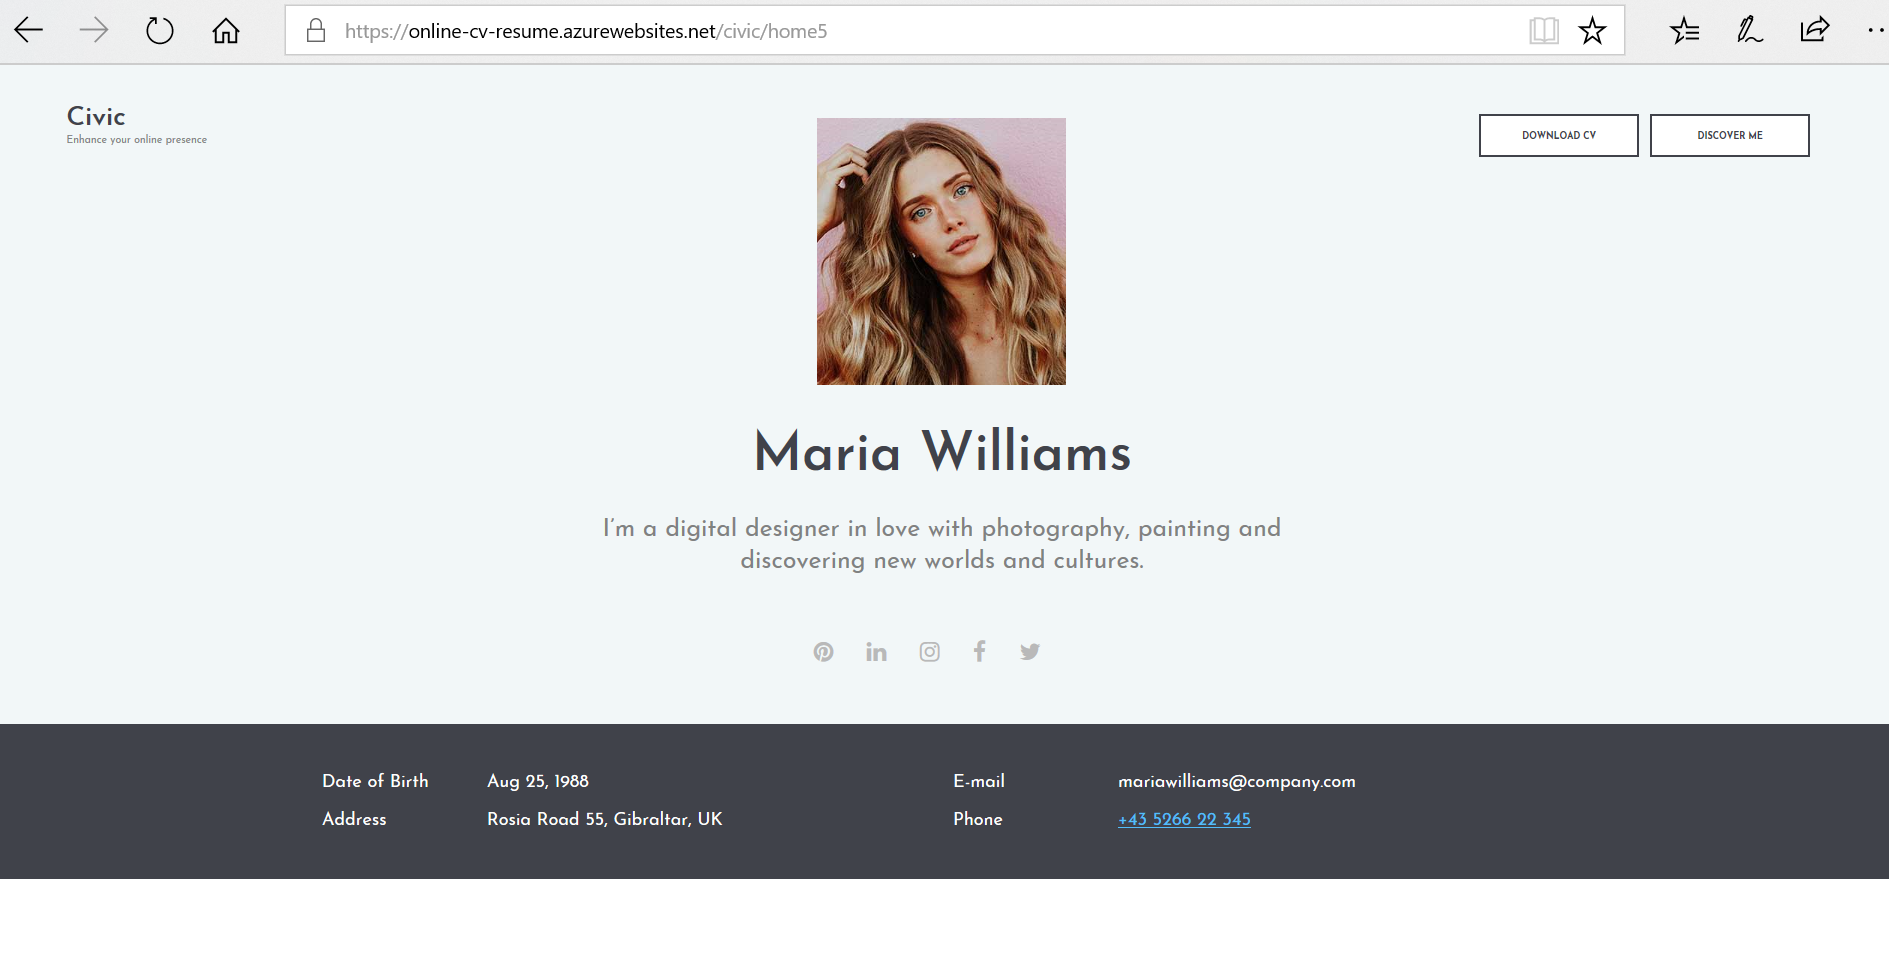 https://online-cv-resume.azurewebsites.net/civic/home5
Civic
Enhance your online presence
DOWNLOAD CV
DISCOVER ME
Maria Williams
I'm a digital designer in love with photography, painting and
discovering new worlds and cultures.
Date of Birth Aug 25, 1988
Address Rosia Road 55, Gibraltar, UK
E-mail mariawilliams@company.com
Phone +43 5266 22 345